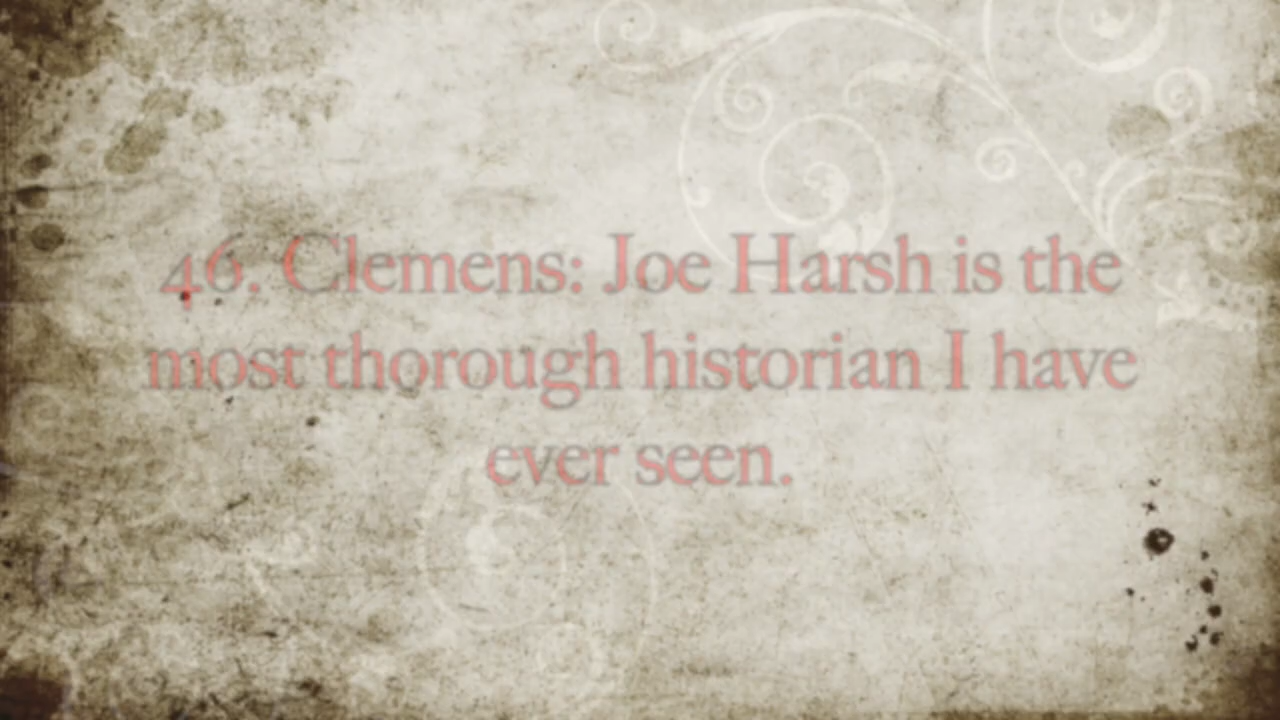 46. Clemens: Joe Harsh is the
most thorough historian I have
ever seen.